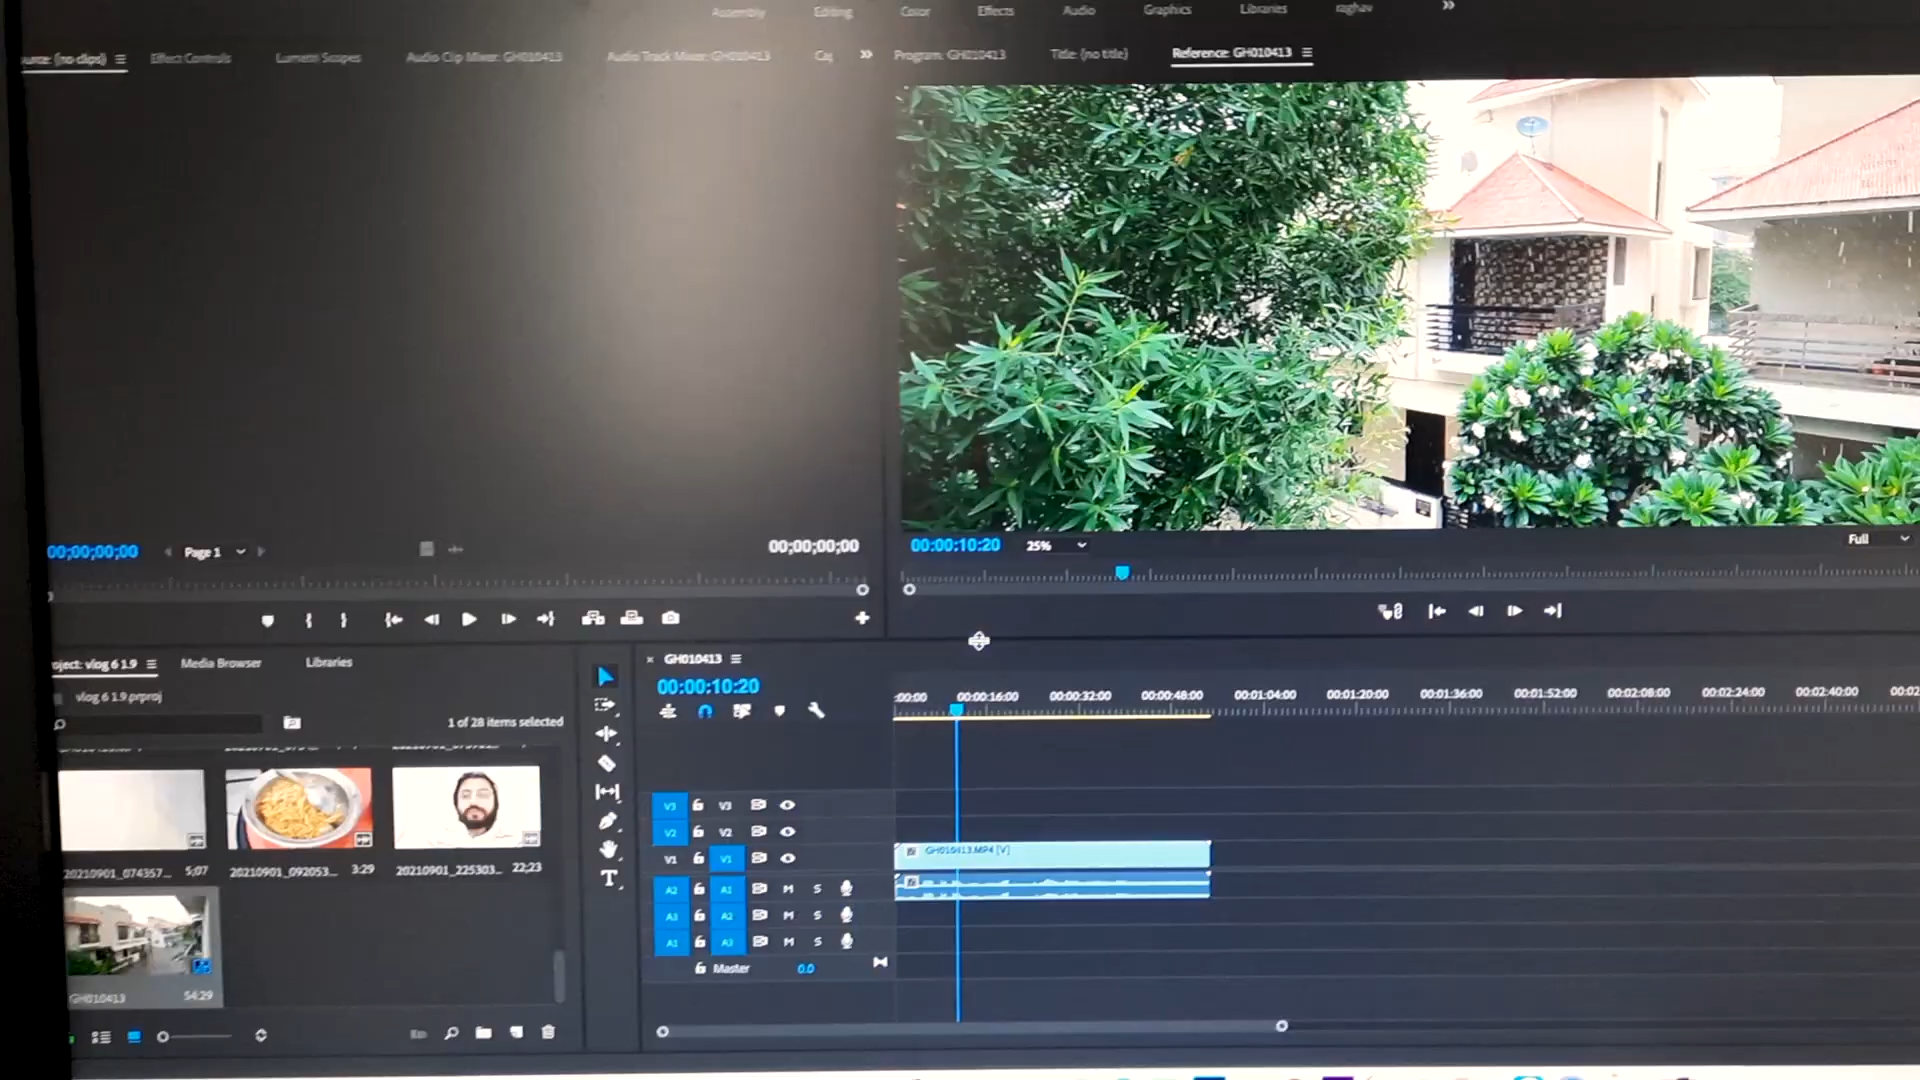 Assembly Editing Color Effects Audio Graphics Libraries raghav
(no clips) Effect Controls Lumetri Scopes Audio Clip Mixer: GH010413 Audio Track Mixer: GH010413 Program: GH010413 Title: (no title) Reference: GH010413
00;00;00;00 Page 1 00;00;00;00 00:00:10:20 25% Full
vlog 6 1.9 Media Browser Libraries
vlog 6 1.9.prproj
1 of 28 items selected
20210901_074357... 5;07 20210901_092053... 3:29 20210901_225303... 22;23
GH010413 54:29
× GH010413
00:00:10:20
:00:00 00:00:16:00 00:00:32:00 00:00:48:00 00:01:04:00 00:01:20:00 00:01:36:00 00:01:52:00 00:02:08:00 00:02:24:00 00:02:40:00 00:02
V3 V3
V2 V2
V1 V1 GH010413.MP4 [V]
A2 A1 M S
A3 A2 M S
A1 A3 M S
Master 0.0